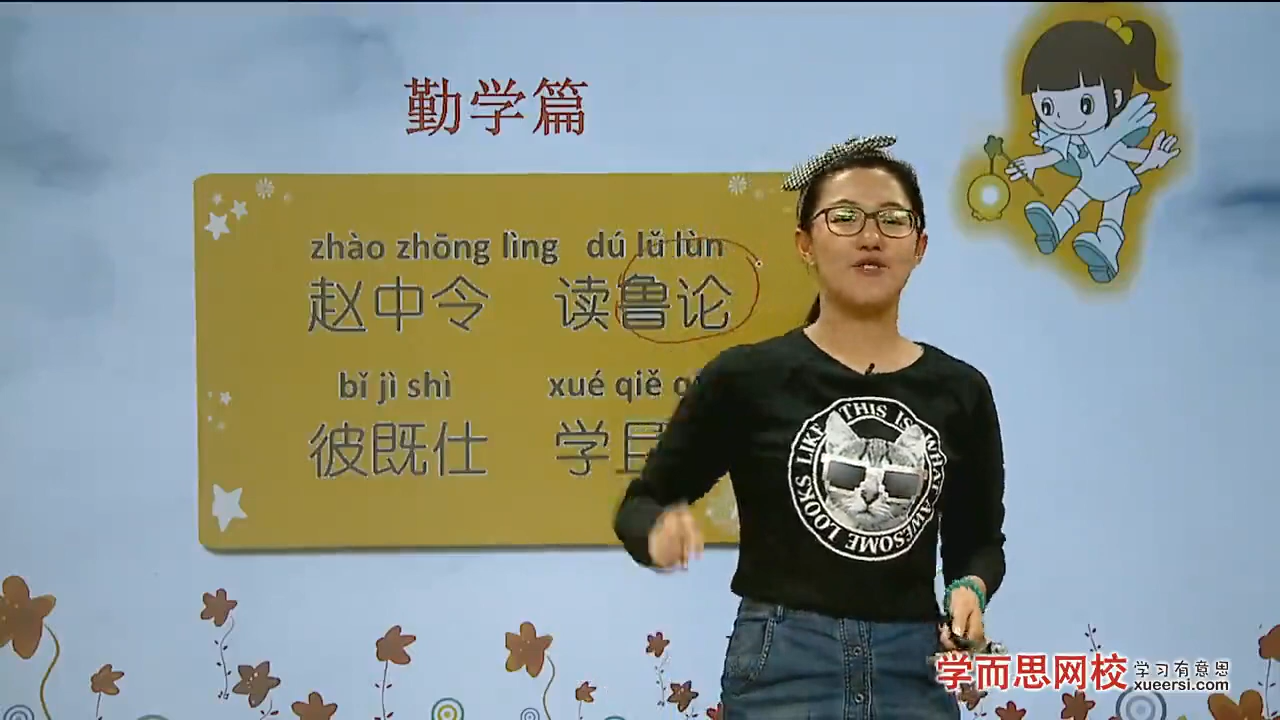 勤学篇
zhào zhōng lìng dú lǔ lùn
赵中令 读鲁论
bǐ jì shì xué qiě
彼既仕 学且
LOOKS LIKE THIS IS WHAT AWESOME
学而思网校 学习有意思
xueersi.com